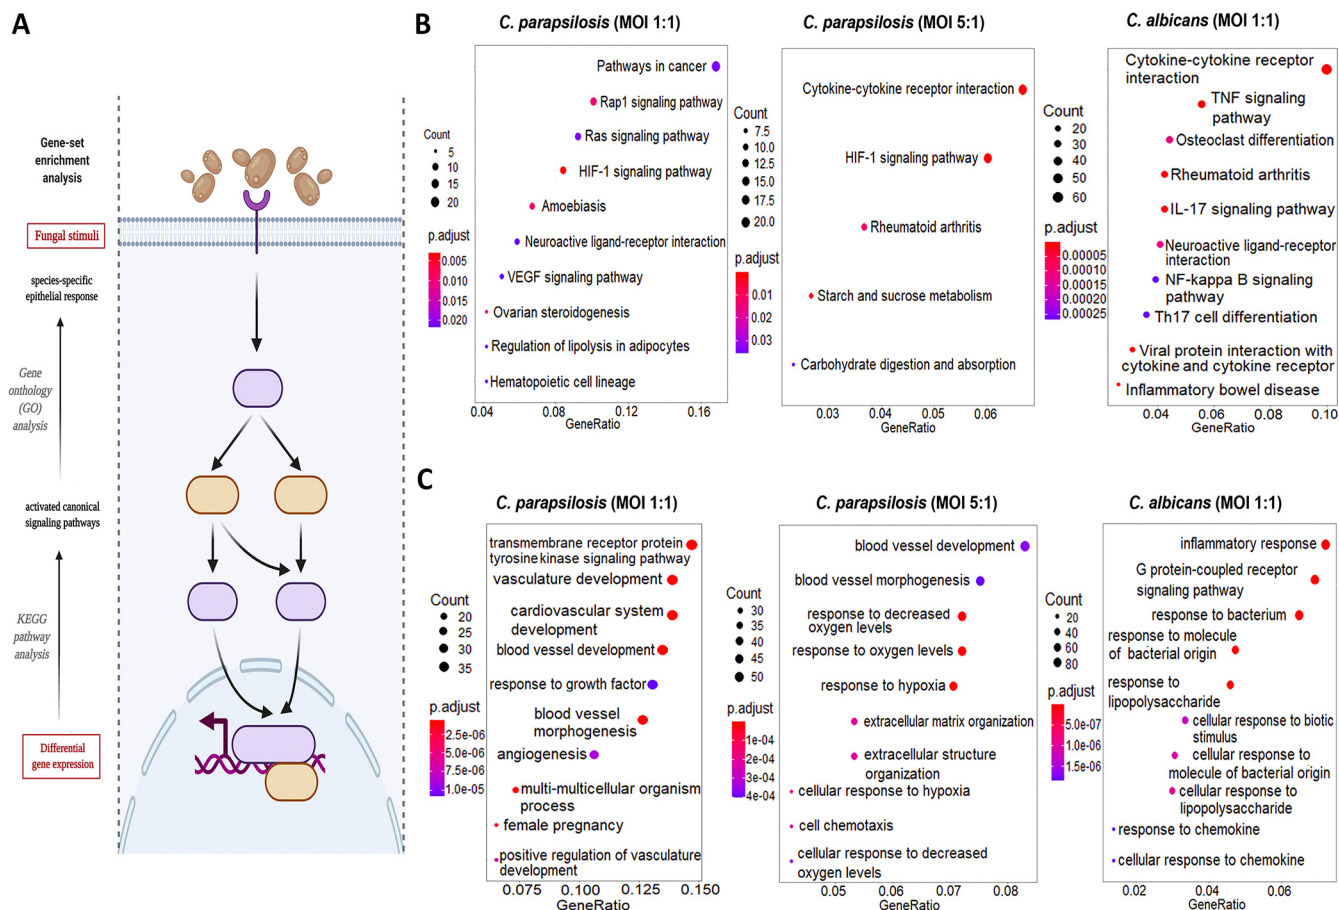 A
Gene-set
enrichment
analysis
Fungal stimuli
species-specific
epithelial response
Gene
onthology
(GO)
analysis
activated canonical
signaling pathways
KEGG
pathway
analysis
Differential
gene expression
B
C. parapsilosis (MOI 1:1)
Count
5
10
15
20
p.adjust
0.005
0.010
0.015
0.020
Pathways in cancer
Rap1 signaling pathway
Ras signaling pathway
HIF-1 signaling pathway
Amoebiasis
Neuroactive ligand-receptor interaction
VEGF signaling pathway
Ovarian steroidogenesis
Regulation of lipolysis in adipocytes
Hematopoietic cell lineage
0.04 0.08 0.12 0.16
GeneRatio
C. parapsilosis (MOI 5:1)
Count
7.5
10.0
12.5
15.0
17.5
20.0
p.adjust
0.01
0.02
0.03
Cytokine-cytokine receptor interaction
HIF-1 signaling pathway
Rheumatoid arthritis
Starch and sucrose metabolism
Carbohydrate digestion and absorption
0.03 0.04 0.05 0.06
GeneRatio
C. albicans (MOI 1:1)
Count
20
30
40
50
60
p.adjust
0.00005
0.00010
0.00015
0.00020
0.00025
Cytokine-cytokine receptor
interaction
TNF signaling
pathway
Osteoclast differentiation
Rheumatoid arthritis
IL-17 signaling pathway
Neuroactive ligand-receptor
interaction
NF-kappa B signaling
pathway
Th17 cell differentiation
Viral protein interaction with
cytokine and cytokine receptor
Inflammatory bowel disease
0.04 0.06 0.08 0.10
GeneRatio
C
C. parapsilosis (MOI 1:1)
Count
20
25
30
35
p.adjust
2.5e-06
5.0e-06
7.5e-06
1.0e-05
transmembrane receptor protein
tyrosine kinase signaling pathway
vasculature development
cardiovascular system
development
blood vessel development
response to growth factor
blood vessel
morphogenesis
angiogenesis
multi-multicellular organism
process
female pregnancy
positive regulation of vasculature
development
0.075 0.100 0.125 0.150
GeneRatio
C. parapsilosis (MOI 5:1)
Count
30
35
40
45
50
p.adjust
1e-04
2e-04
3e-04
4e-04
blood vessel development
blood vessel morphogenesis
response to decreased
oxygen levels
response to oxygen levels
response to hypoxia
extracellular matrix organization
extracellular structure
organization
cellular response to hypoxia
cell chemotaxis
cellular response to decreased
oxygen levels
0.05 0.06 0.07 0.08
GeneRatio
C. albicans (MOI 1:1)
Count
20
40
60
80
p.adjust
5.0e-07
1.0e-06
1.5e-06
inflammatory response
G protein-coupled receptor
signaling pathway
response to bacterium
response to molecule
of bacterial origin
response to
lipopolysaccharide
cellular response to biotic
stimulus
cellular response to
molecule of bacterial origin
cellular response to
lipopolysaccharide
response to chemokine
cellular response to chemokine
0.02 0.04 0.06
GeneRatio